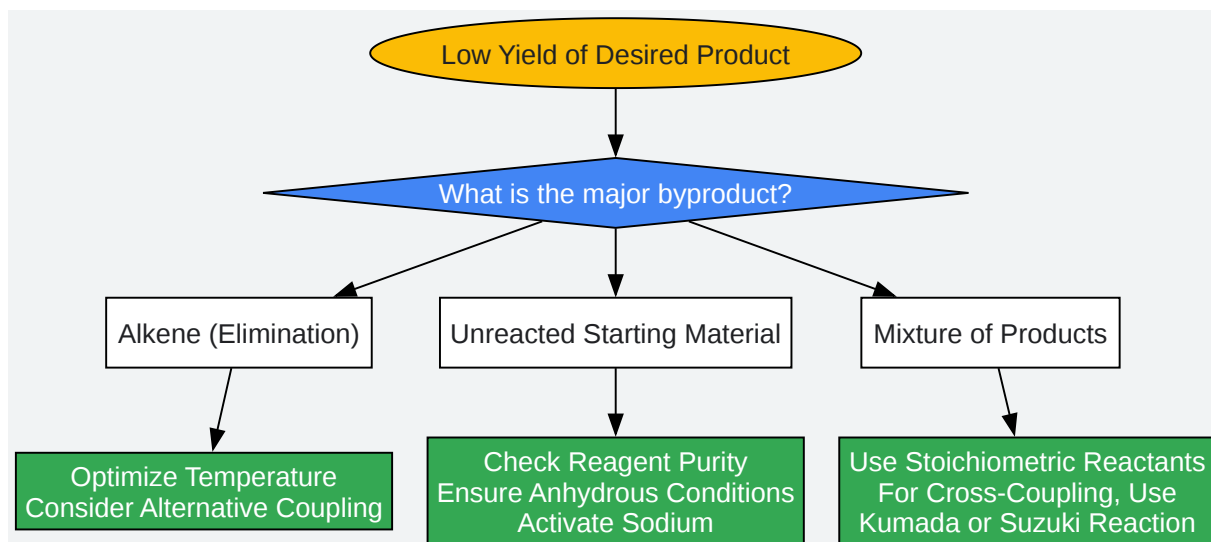 Low Yield of Desired Product
What is the major byproduct?
Alkene (Elimination)
Unreacted Starting Material
Mixture of Products
Optimize Temperature
Consider Alternative Coupling
Check Reagent Purity
Ensure Anhydrous Conditions
Activate Sodium
Use Stoichiometric Reactants
For Cross-Coupling, Use
Kumada or Suzuki Reaction